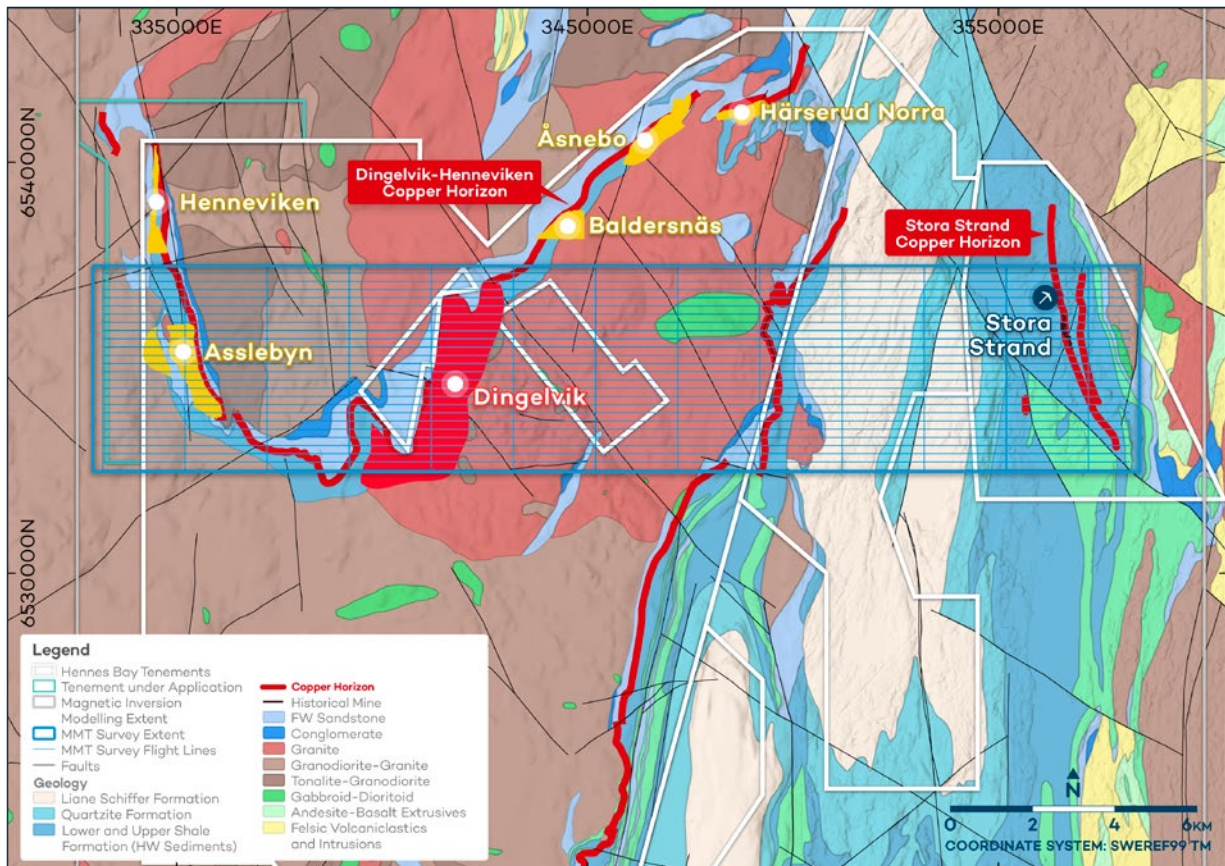 335000E
345000E
355000E
6540000N
6530000N
Härserud Norra
Åsnebo
Dingelvik-Henneviken
Copper Horizon
Henneviken
Baldersnäs
Stora Strand
Copper Horizon
Stora
Strand
Asslebyn
Dingelvik
Legend
Hennes Bay Tenements
Tenement under Application
Magnetic Inversion
Modelling Extent
MMT Survey Extent
MMT Survey Flight Lines
Faults
Geology
Liane Schiffer Formation
Quartzite Formation
Lower and Upper Shale
Formation (HW Sediments)
Copper Horizon
Historical Mine
FW Sandstone
Conglomerate
Granite
Granodiorite-Granite
Tonalite-Granodiorite
Gabbroid-Dioritoid
Andesite-Basalt Extrusives
Felsic Volcaniclastics
and Intrusions
N
0 2 4 6KM
COORDINATE SYSTEM: SWEREF99 TM